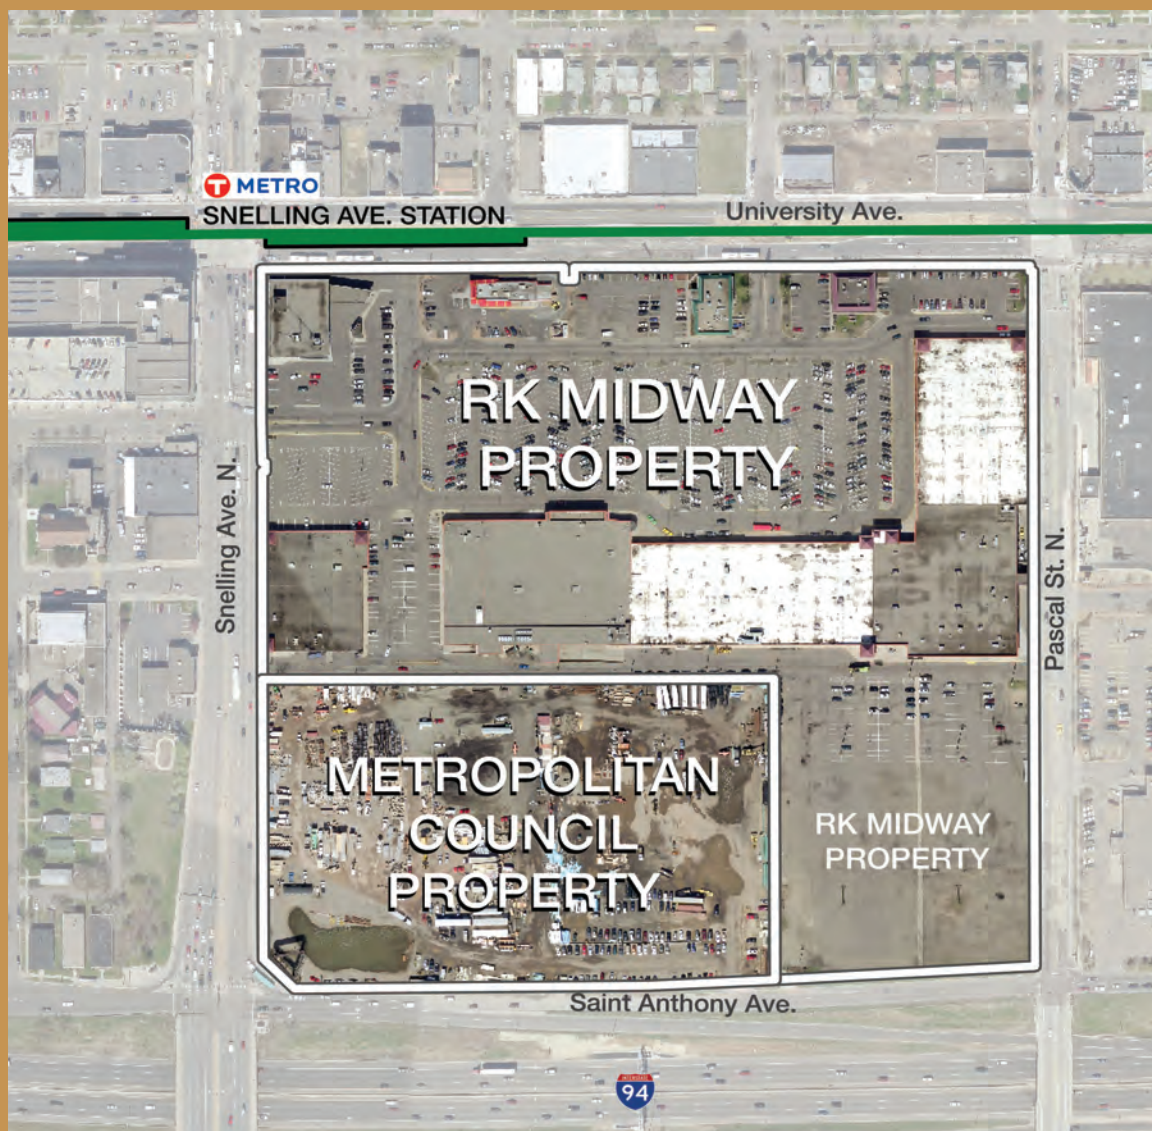 T METRO
SNELLING AVE. STATION
University Ave.
RK MIDWAY
PROPERTY
Snelling Ave. N.
Pascal St. N.
METROPOLITAN
COUNCIL
PROPERTY
RK MIDWAY
PROPERTY
Saint Anthony Ave.
INTERSTATE
94